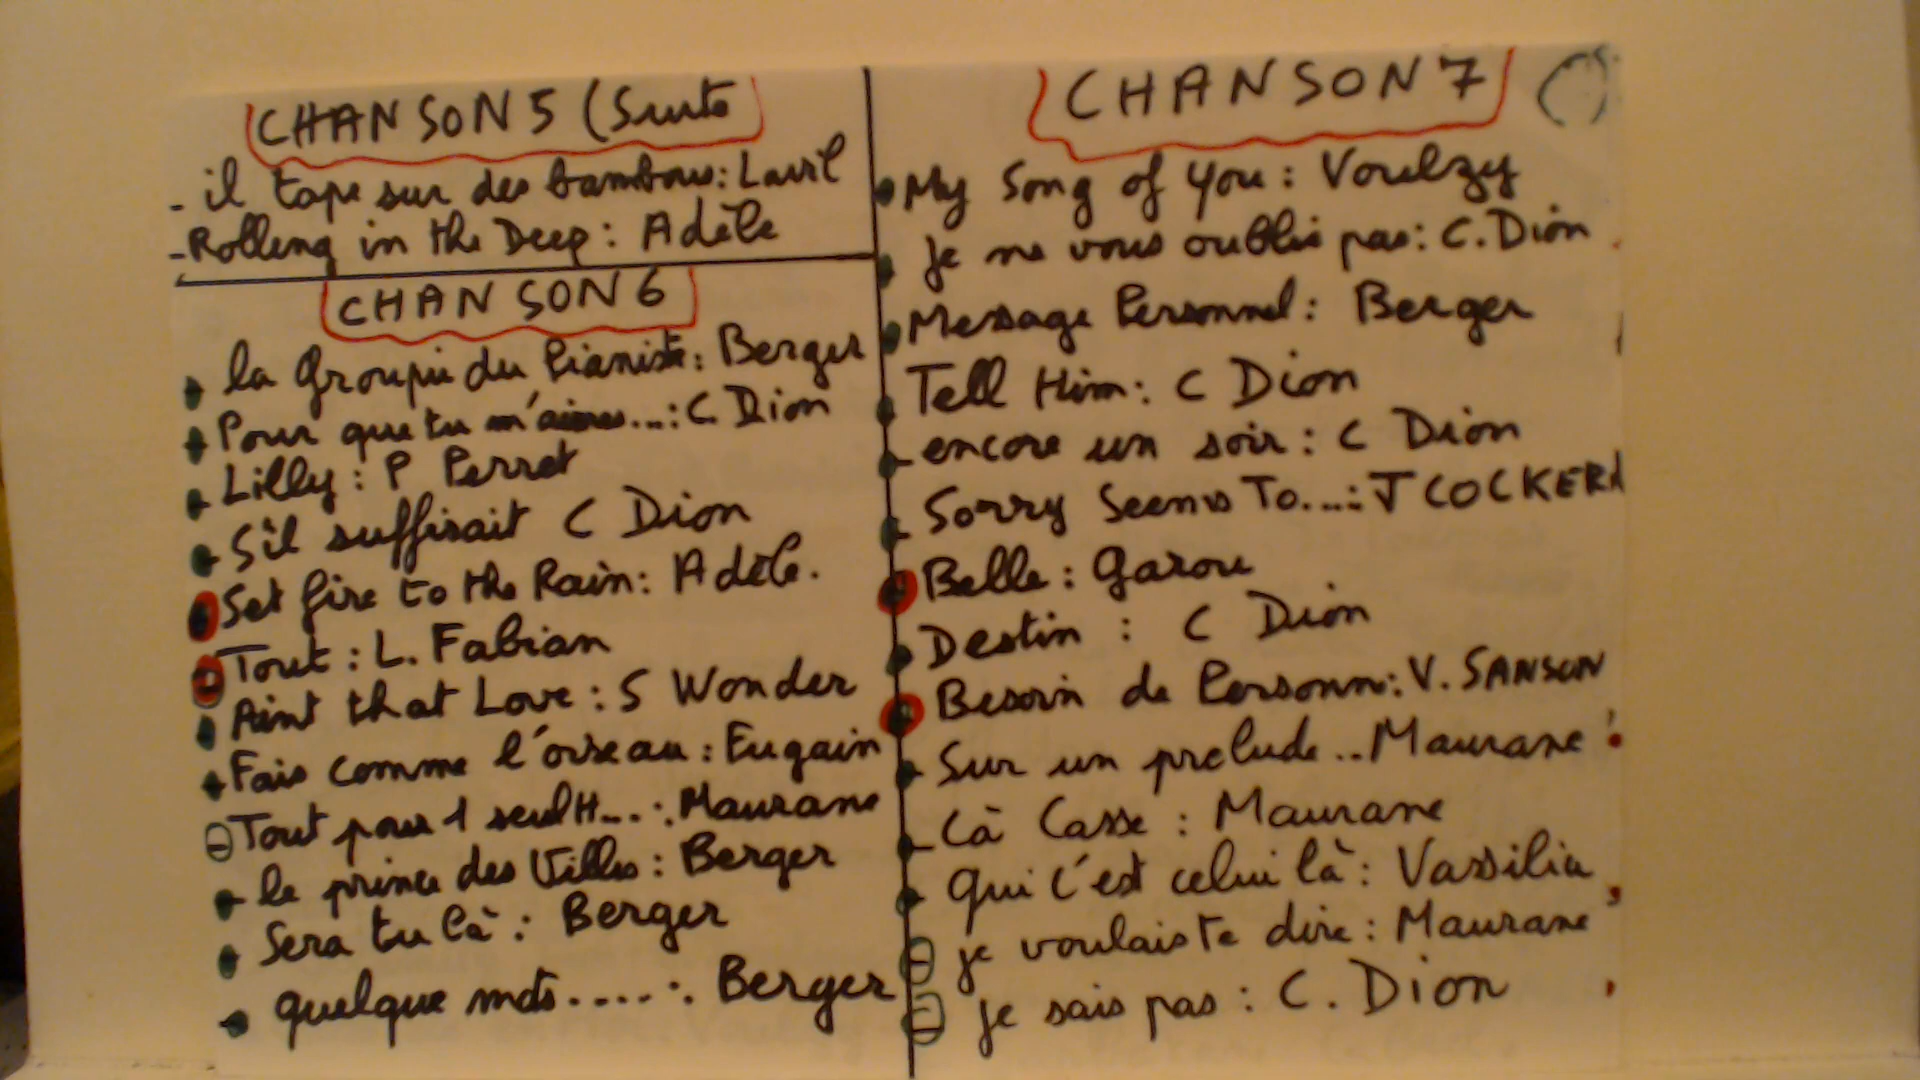 CHANSON 5 (Suite
- il tape sur des bambous : Lavil
- Rolling in the Deep : Adèle
CHANSON 6
la Groupie du Pianiste : Berger
Pour que tu m'aimes...: C. Dion
Lilly : P Perret
S'il suffisait C Dion
Set fire to the Rain : Adèle.
Tout : L. Fabian
Aint that Love : S Wonder
Fais comme l'oiseau : Fugain
Tout pour 1 seul H... : Maurane
le prince des Villes : Berger
Sera tu là : Berger
quelque mots..... : Berger
CHANSON 7
My Song of You : Voulzy
je ne vous oublie pas : C. Dion
Message Personnel : Berger
Tell Him : C Dion
encore un soir : C Dion
Sorry Seems To...: J COCKER
Belle : Garou
Destin : C Dion
Besoin de Personn : V. SANSON
Sur un prelude.. Maurane
Cà Casse : Maurane
Qui c'est celui là : Vassiliu
je voulais te dire : Maurane
je sais pas : C. Dion